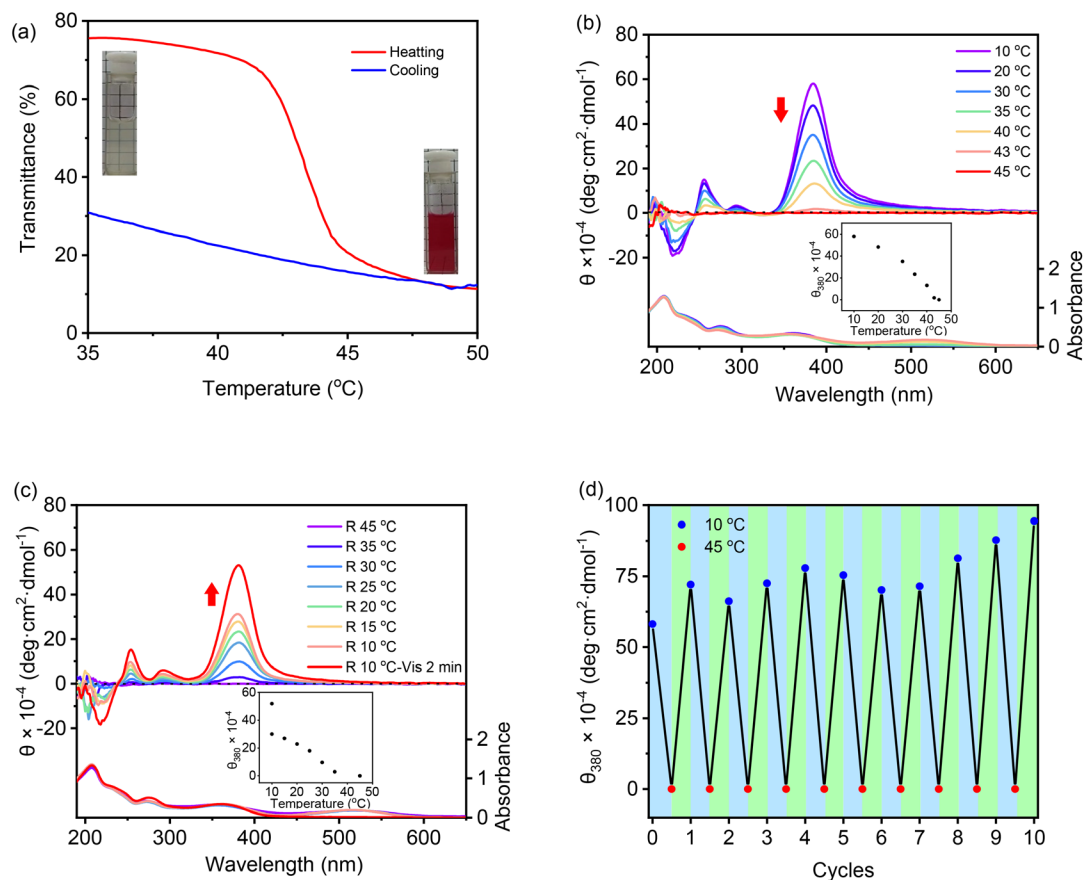 (a)
80
60
40
20
0
Transmittance (%)
35
40
45
50
Temperature (ºC)
Heatting
Cooling
(b)
80
60
40
20
0
-20
θ ×10⁻⁴ (deg·cm²·dmol⁻¹)
10 ºC
20 ºC
30 ºC
35 ºC
40 ºC
43 ºC
45 ºC
60
40
20
0
θ₃₈₀ × 10⁻⁴
10 20 30 40 50
Temperature (ºC)
2
1
0
Absorbance
200 300 400 500 600
Wavelength (nm)
(c)
80
60
40
20
0
-20
θ × 10⁻⁴ (deg·cm²·dmol⁻¹)
R 45 ºC
R 35 ºC
R 30 ºC
R 25 ºC
R 20 ºC
R 15 ºC
R 10 ºC
R 10 ºC-Vis 2 min
60
40
20
0
θ₃₈₀ × 10⁻⁴
10 20 30 40 50
Temperature (ºC)
2
1
0
Absorbance
200 300 400 500 600
Wavelength (nm)
(d)
100
75
50
25
0
θ₃₈₀ × 10⁻⁴ (deg·cm²·dmol⁻¹)
10 ºC
45 ºC
0 1 2 3 4 5 6 7 8 9 10
Cycles